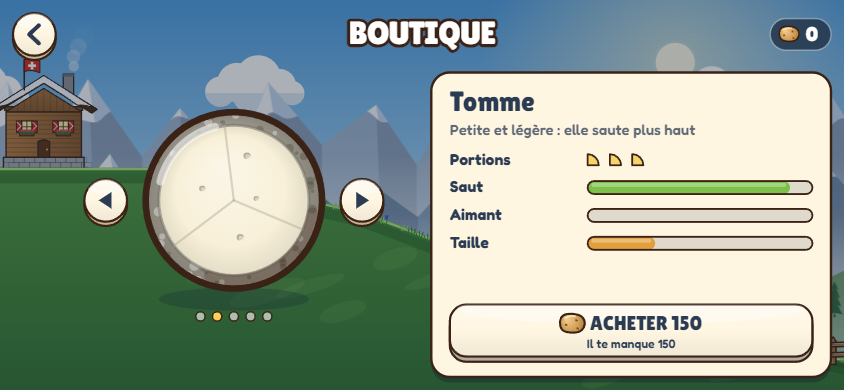 BOUTIQUE
0
Tomme
Petite et légère : elle saute plus haut
Portions
Saut
Aimant
Taille
ACHETER 150
Il te manque 150